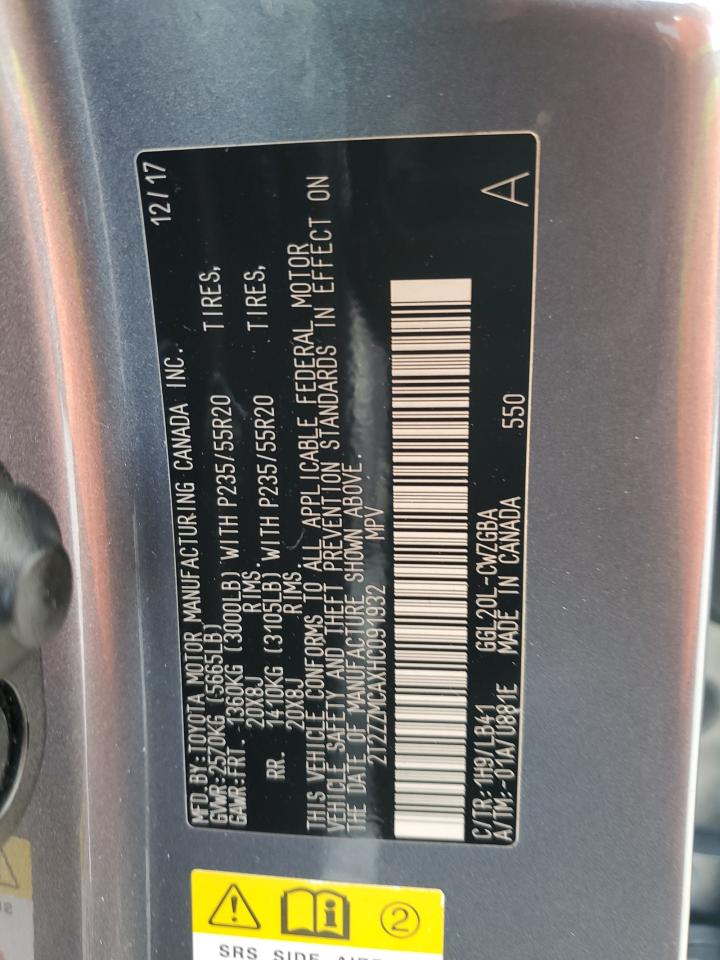 MFD.BY:TOYOTA MOTOR MANUFACTURING CANADA INC. 12/17
GVWR:2570KG (5665LB)
GAWR:FRT. 1360KG (3000LB) WITH P235/55R20 TIRES,
20X8J RIMS.
RR. 1410KG (3105LB) WITH P235/55R20 TIRES,
20X8J RIMS.
THIS VEHICLE CONFORMS TO ALL APPLICABLE FEDERAL MOTOR
VEHICLE SAFETY AND THEFT PREVENTION STANDARDS IN EFFECT ON
THE DATE OF MANUFACTURE SHOWN ABOVE.
2T2ZZMCAXHC091932 MPV
C/TR:1H9/LB41 GGL20L-CWZGBA
A/TM:-01A/U881E MADE IN CANADA 550 A
2
SRS SIDE